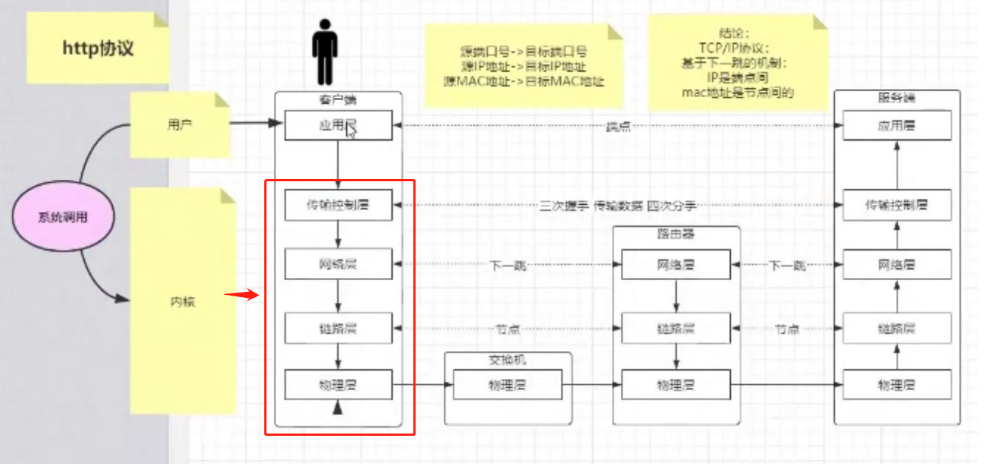 http协议
源端口号->目标端口号
源IP地址->目标IP地址
源MAC地址->目标MAC地址
结论：
TCP/IP协议：
基于下一跳的机制：
IP是端点间
mac地址是节点间的
用户
系统调用
内核
客户端
应用层
传输控制层
网络层
链路层
物理层
端点
三次握手 传输数据 四次分手
下一跳
节点
交换机
物理层
路由器
网络层
链路层
物理层
下一跳
节点
服务端
应用层
传输控制层
网络层
链路层
物理层